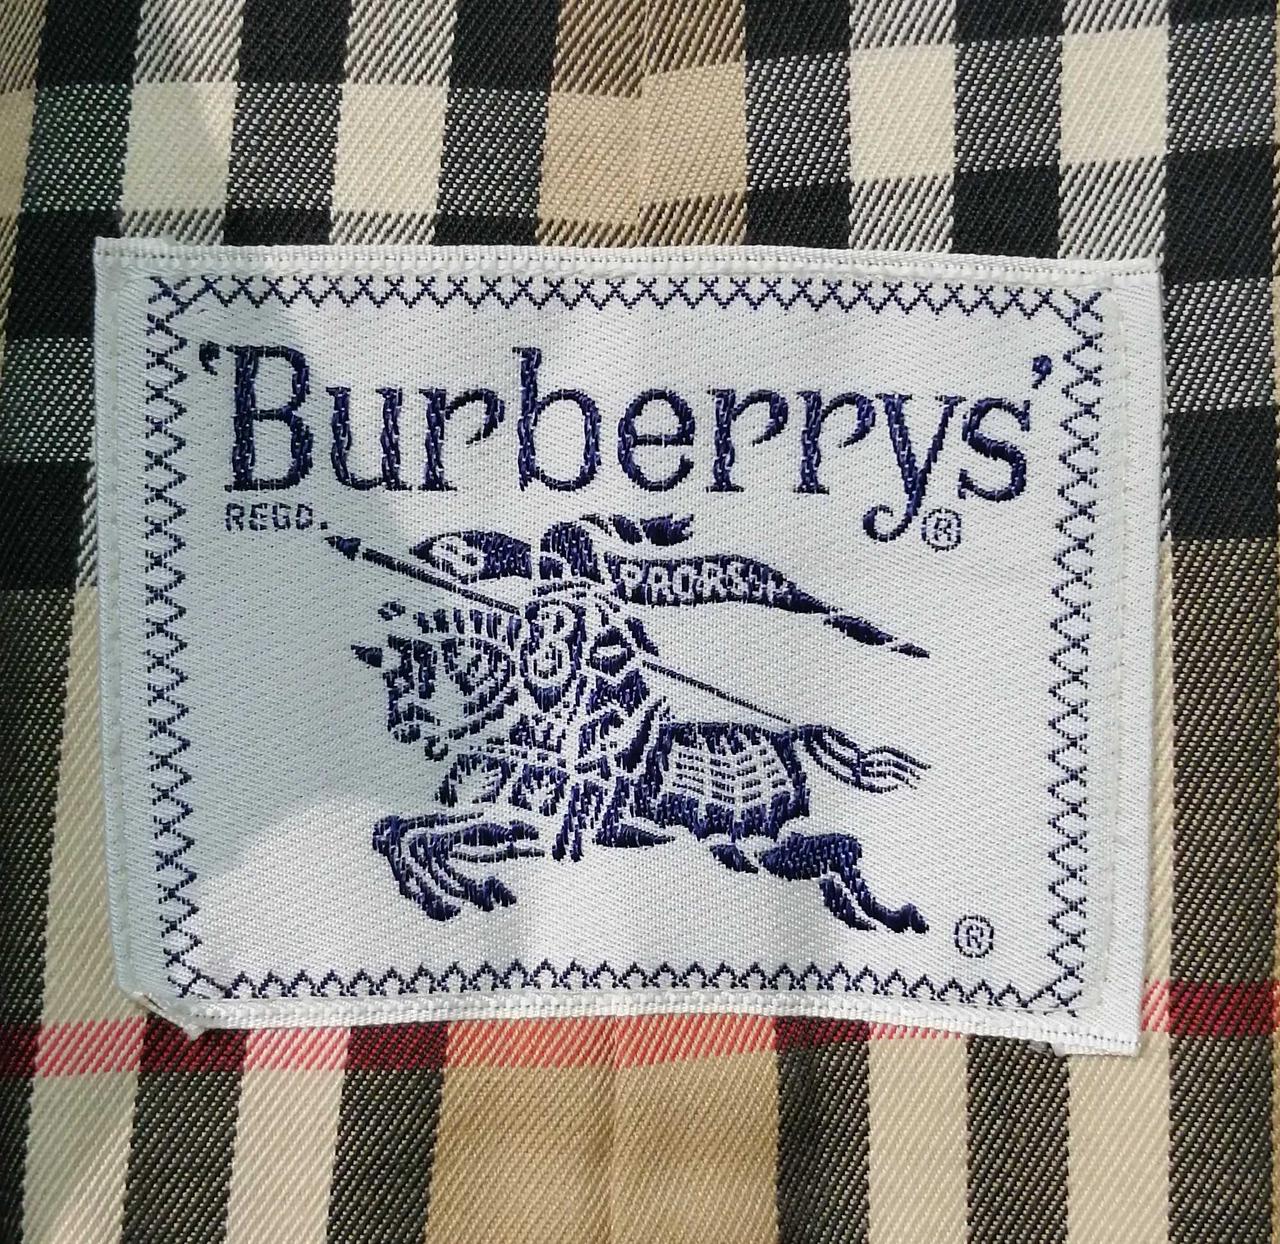 'Burberrys'
REGD. ®
B PRORSUM
B
®